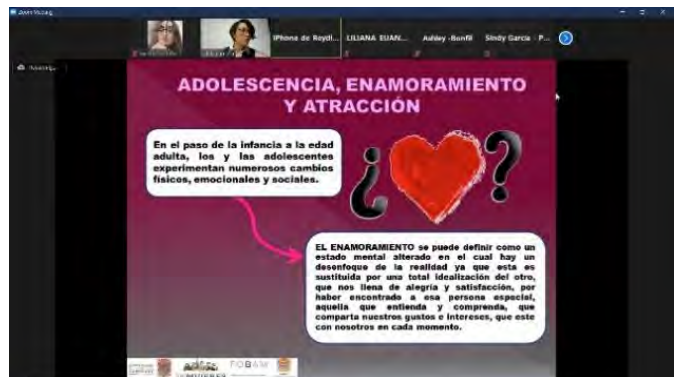 Zoom Meeting
iPhone de Reydi...
LILIANA EUAN...
Ashley -Bonfil
Sindy Garcia - P...
ADOLESCENCIA, ENAMORAMIENTO
Y ATRACCIÓN
En el paso de la infancia a la edad
adulta, los y las adolescentes
experimentan numerosos cambios
físicos, emocionales y sociales.
¿ ?
EL ENAMORAMIENTO se puede definir como un
estado mental alterado en el cual hay un
desenfoque de la realidad ya que esta es
sustituida por una total idealización del otro,
que nos llena de alegría y satisfacción, por
haber encontrado a esa persona especial,
aquella que entienda y comprenda, que
comparta nuestros gustos e intereses, que este
con nosotros en cada momento.
MUJERES
FOBAM